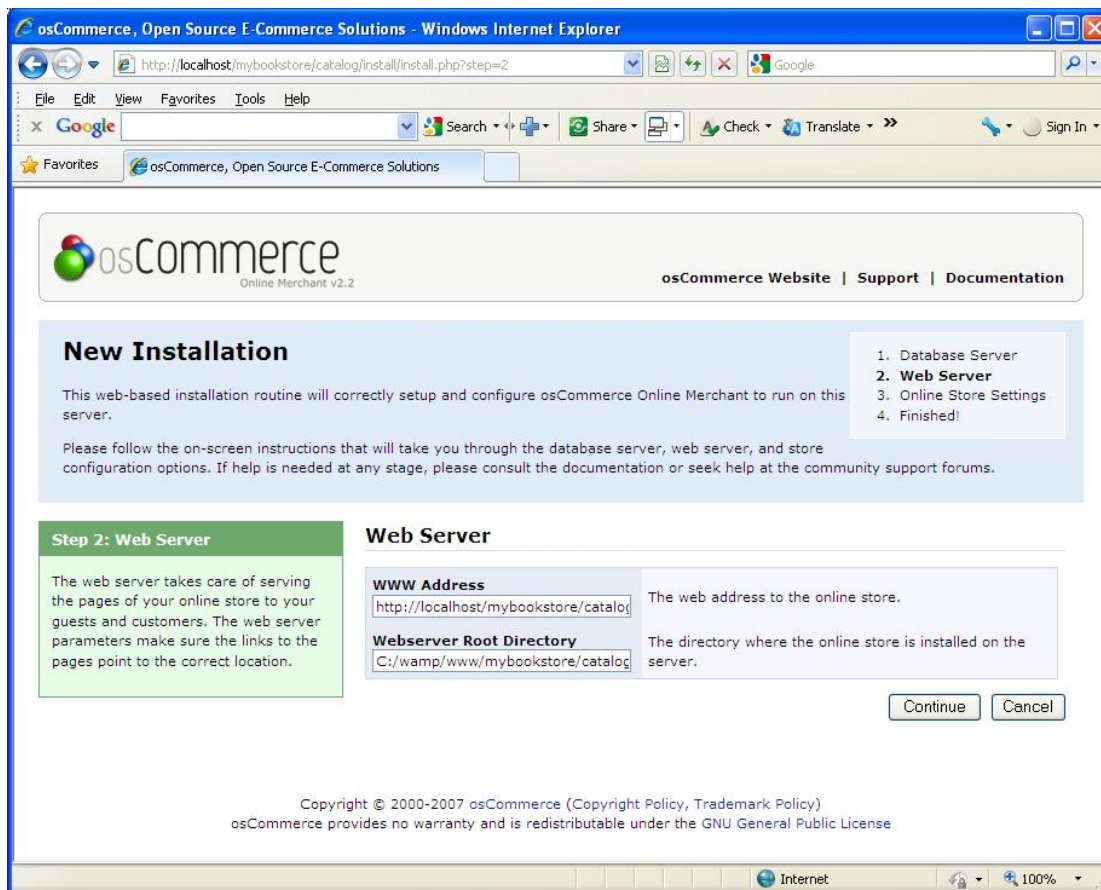 osCommerce, Open Source E-Commerce Solutions - Windows Internet Explorer
http://localhost/mybookstore/catalog/install/install.php?step=2
Google
File Edit View Favorites Tools Help
x Google Search Share Check Translate » Sign In
Favorites osCommerce, Open Source E-Commerce Solutions
osCommerce
Online Merchant v2.2
osCommerce Website | Support | Documentation
New Installation
1. Database Server
2. Web Server
3. Online Store Settings
4. Finished!
This web-based installation routine will correctly setup and configure osCommerce Online Merchant to run on this
server.
Please follow the on-screen instructions that will take you through the database server, web server, and store
configuration options. If help is needed at any stage, please consult the documentation or seek help at the community support forums.
Step 2: Web Server
The web server takes care of serving
the pages of your online store to your
guests and customers. The web server
parameters make sure the links to the
pages point to the correct location.
Web Server
WWW Address
http://localhost/mybookstore/catalog
The web address to the online store.
Webserver Root Directory
C:/wamp/www/mybookstore/catalog
The directory where the online store is installed on the
server.
Continue Cancel
Copyright © 2000-2007 osCommerce (Copyright Policy, Trademark Policy)
osCommerce provides no warranty and is redistributable under the GNU General Public License
Internet 100%